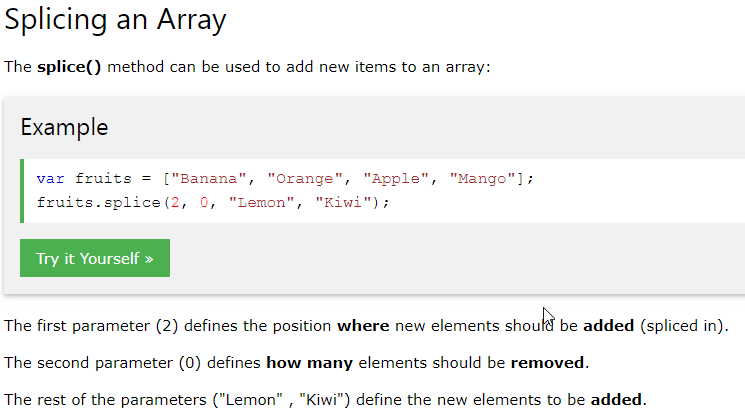 Splicing an Array
The splice() method can be used to add new items to an array:
Example
var fruits = ["Banana", "Orange", "Apple", "Mango"];
fruits.splice(2, 0, "Lemon", "Kiwi");
Try it Yourself »
The first parameter (2) defines the position where new elements should be added (spliced in).
The second parameter (0) defines how many elements should be removed.
The rest of the parameters ("Lemon" , "Kiwi") define the new elements to be added.